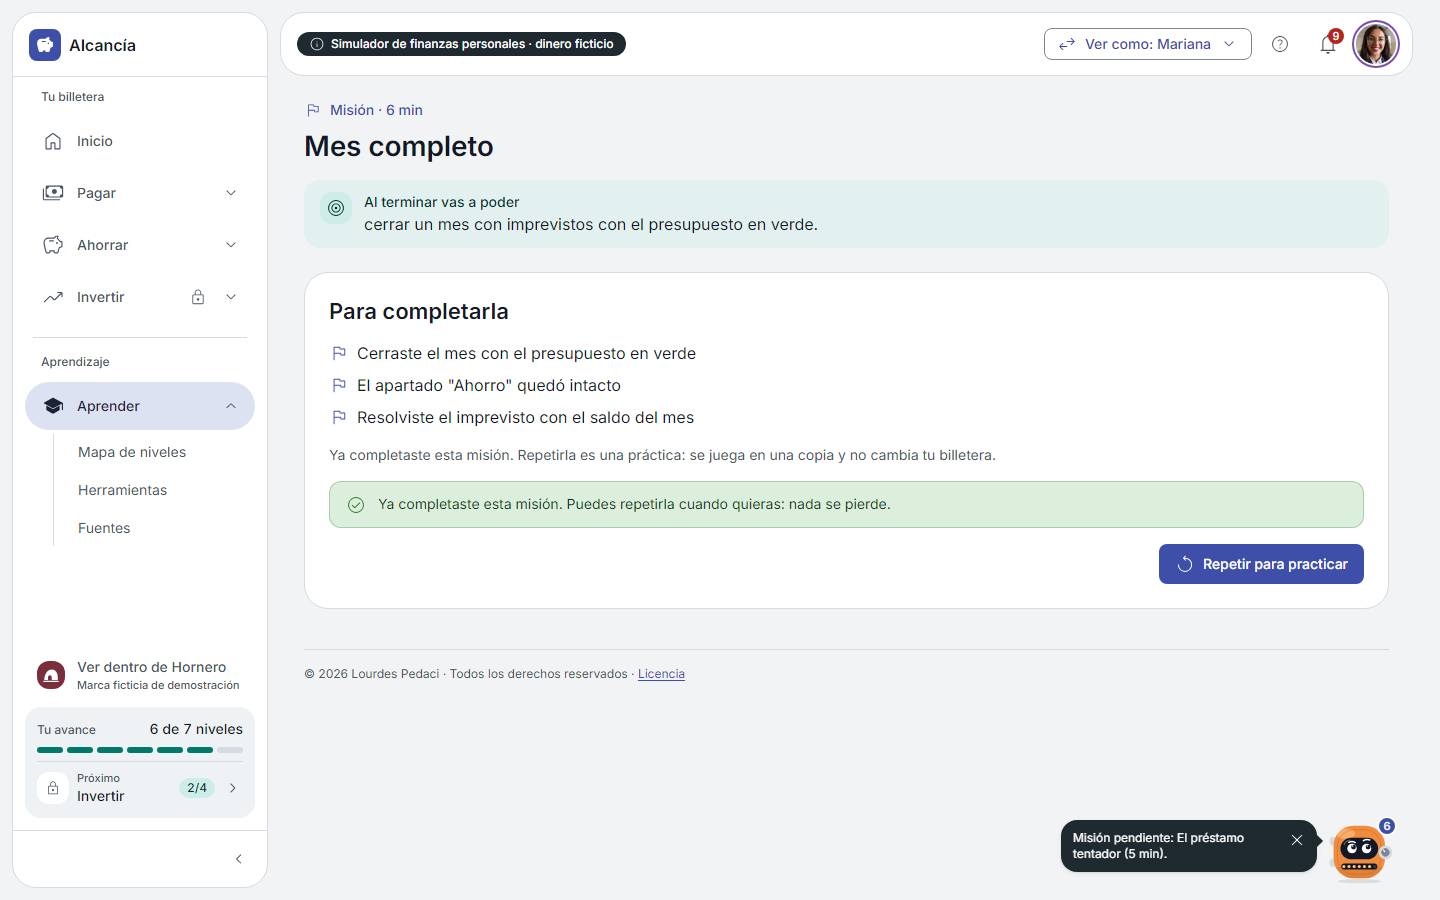 Alcancía
Simulador de finanzas personales · dinero ficticio
Ver como: Mariana
9
Tu billetera
Inicio
Pagar
Ahorrar
Invertir
Aprendizaje
Aprender
Mapa de niveles
Herramientas
Fuentes
Ver dentro de Hornero
Marca ficticia de demostración
Tu avance
6 de 7 niveles
Próximo
Invertir
2/4
Misión · 6 min
Mes completo
Al terminar vas a poder
cerrar un mes con imprevistos con el presupuesto en verde.
Para completarla
Cerraste el mes con el presupuesto en verde
El apartado "Ahorro" quedó intacto
Resolviste el imprevisto con el saldo del mes
Ya completaste esta misión. Repetirla es una práctica: se juega en una copia y no cambia tu billetera.
Ya completaste esta misión. Puedes repetirla cuando quieras: nada se pierde.
Repetir para practicar
© 2026 Lourdes Pedaci · Todos los derechos reservados · Licencia
Misión pendiente: El préstamo
tentador (5 min).
6